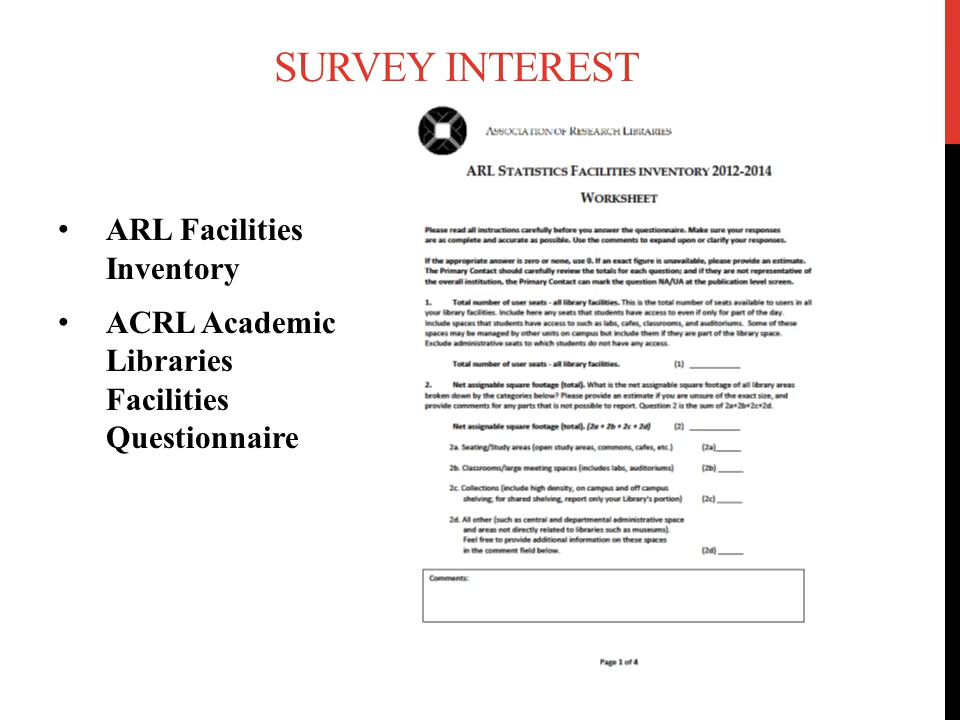 SURVEY INTEREST
• ARL Facilities
Inventory
• ACRL Academic
Libraries
Facilities
Questionnaire
ASSOCIATION OF RESEARCH LIBRARIES
ARL STATISTICS FACILITIES INVENTORY 2012-2014
WORKSHEET
Please read all instructions carefully before you answer the questionnaire. Make sure your responses
are as complete and accurate as possible. Use the comments to expand upon or clarify your responses.
If the appropriate answer is zero or none, use 0. If an exact figure is unavailable, please provide an estimate.
The Primary Contact should carefully review the totals for each question; and if they are not representative of
the overall institution, the Primary Contact can mark the question NA/UA at the publication level screen.
1. Total number of user seats - all library facilities. This is the total number of seats available to users in all
your library facilities. Include here any seats that students have access to even if only for part of the day.
Include spaces that students have access to such as labs, cafes, classrooms, and auditoriums. Some of these
spaces may be managed by other units on campus but include them if they are part of the library space.
Exclude administrative seats to which students do not have any access.
Total number of user seats - all library facilities. (1) __________
2. Net assignable square footage (total). What is the net assignable square footage of all library areas
broken down by the categories below? Please provide an estimate if you are unsure of the exact size, and
provide comments for any parts that is not possible to report. Question 2 is the sum of 2a+2b+2c+2d.
Net assignable square footage (total). (2a + 2b + 2c + 2d) (2) __________
2a. Seating/Study areas (open study areas, commons, cafes, etc.) (2a)_____
2b. Classrooms/large meeting spaces (includes labs, auditoriums) (2b) _____
2c. Collections (include high density, on campus and off campus
shelving; for shared shelving, report only your Library's portion) (2c) _____
2d. All other (such as central and departmental administrative space
and areas not directly related to libraries such as museums).
Feel free to provide additional information on these spaces
in the comment field below. (2d) _____
Comments:
Page 1 of 4